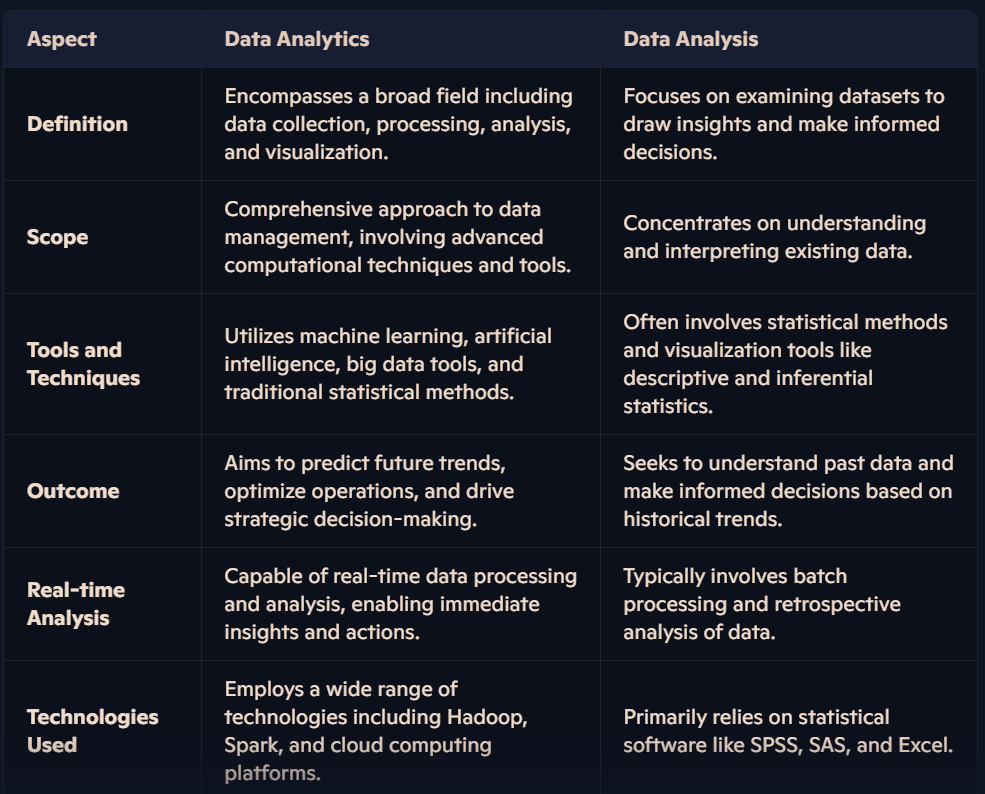 Aspect
Data Analytics
Data Analysis
Definition
Encompasses a broad field including
data collection, processing, analysis,
and visualization.
Focuses on examining datasets to
draw insights and make informed
decisions.
Scope
Comprehensive approach to data
management, involving advanced
computational techniques and tools.
Concentrates on understanding
and interpreting existing data.
Tools and
Techniques
Utilizes machine learning, artificial
intelligence, big data tools, and
traditional statistical methods.
Often involves statistical methods
and visualization tools like
descriptive and inferential
statistics.
Outcome
Aims to predict future trends,
optimize operations, and drive
strategic decision-making.
Seeks to understand past data and
make informed decisions based on
historical trends.
Real-time
Analysis
Capable of real-time data processing
and analysis, enabling immediate
insights and actions.
Typically involves batch
processing and retrospective
analysis of data.
Technologies
Used
Employs a wide range of
technologies including Hadoop,
Spark, and cloud computing
platforms.
Primarily relies on statistical
software like SPSS, SAS, and Excel.